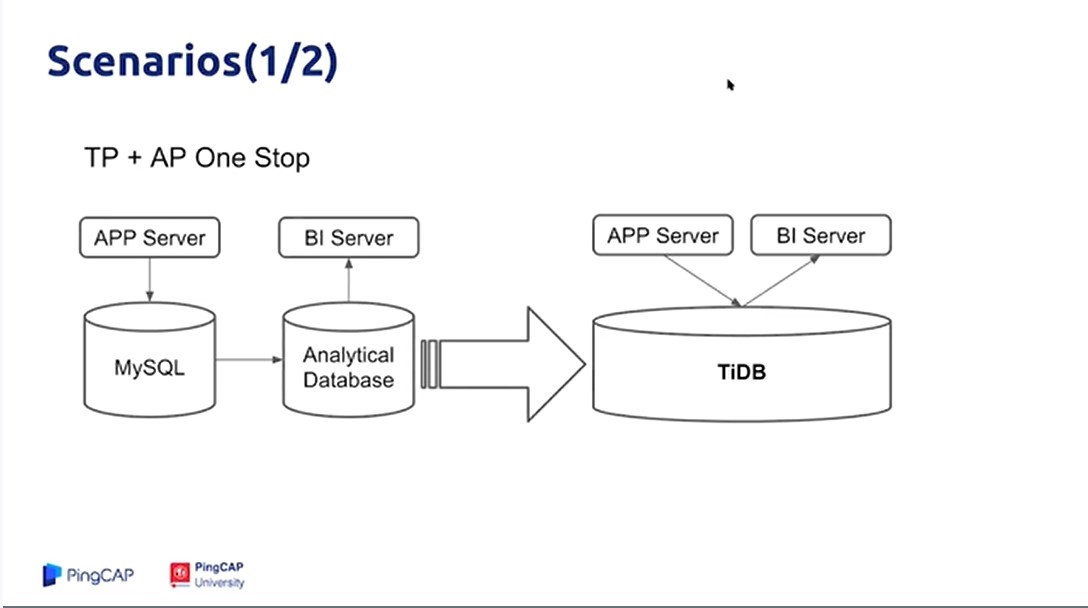 Scenarios(1/2)
TP + AP One Stop
APP Server
BI Server
MySQL
Analytical
Database
APP Server
BI Server
TiDB
PingCAP
PingCAP
University